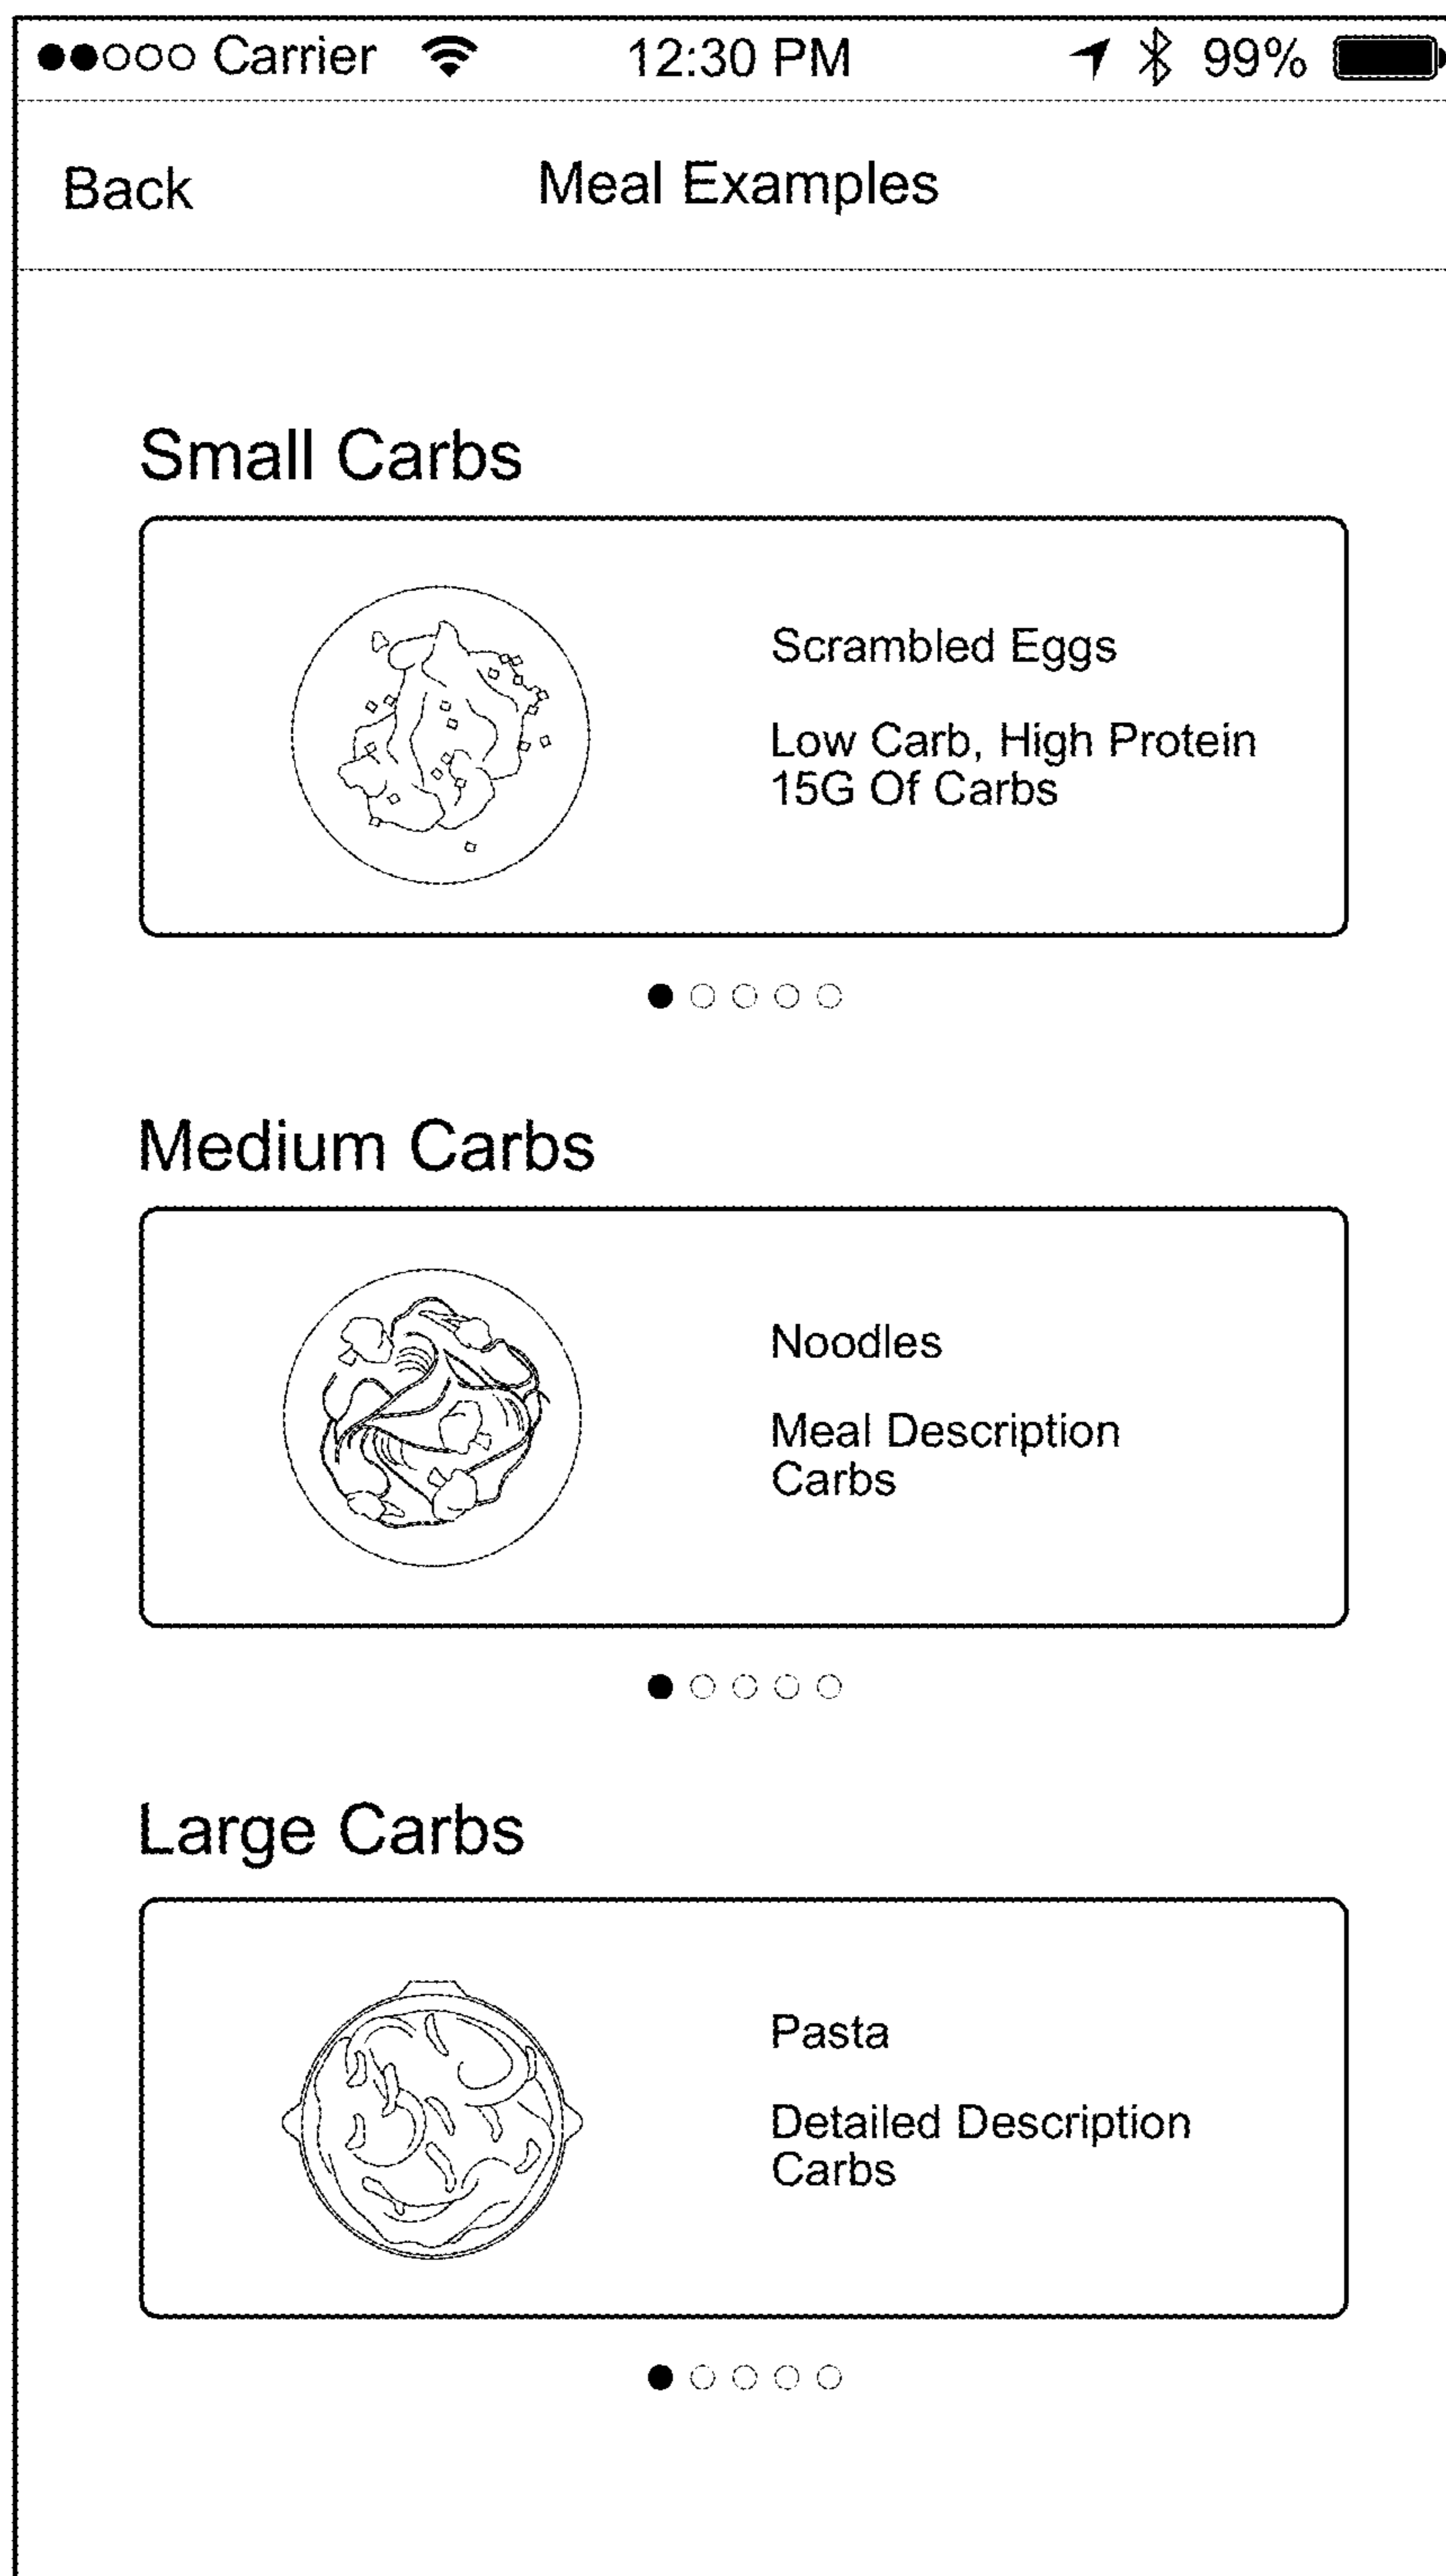 Carrier 12:30 PM 99%
Back Meal Examples
Small Carbs
Scrambled Eggs
Low Carb, High Protein
15G Of Carbs
Medium Carbs
Noodles
Meal Description
Carbs
Large Carbs
Pasta
Detailed Description
Carbs